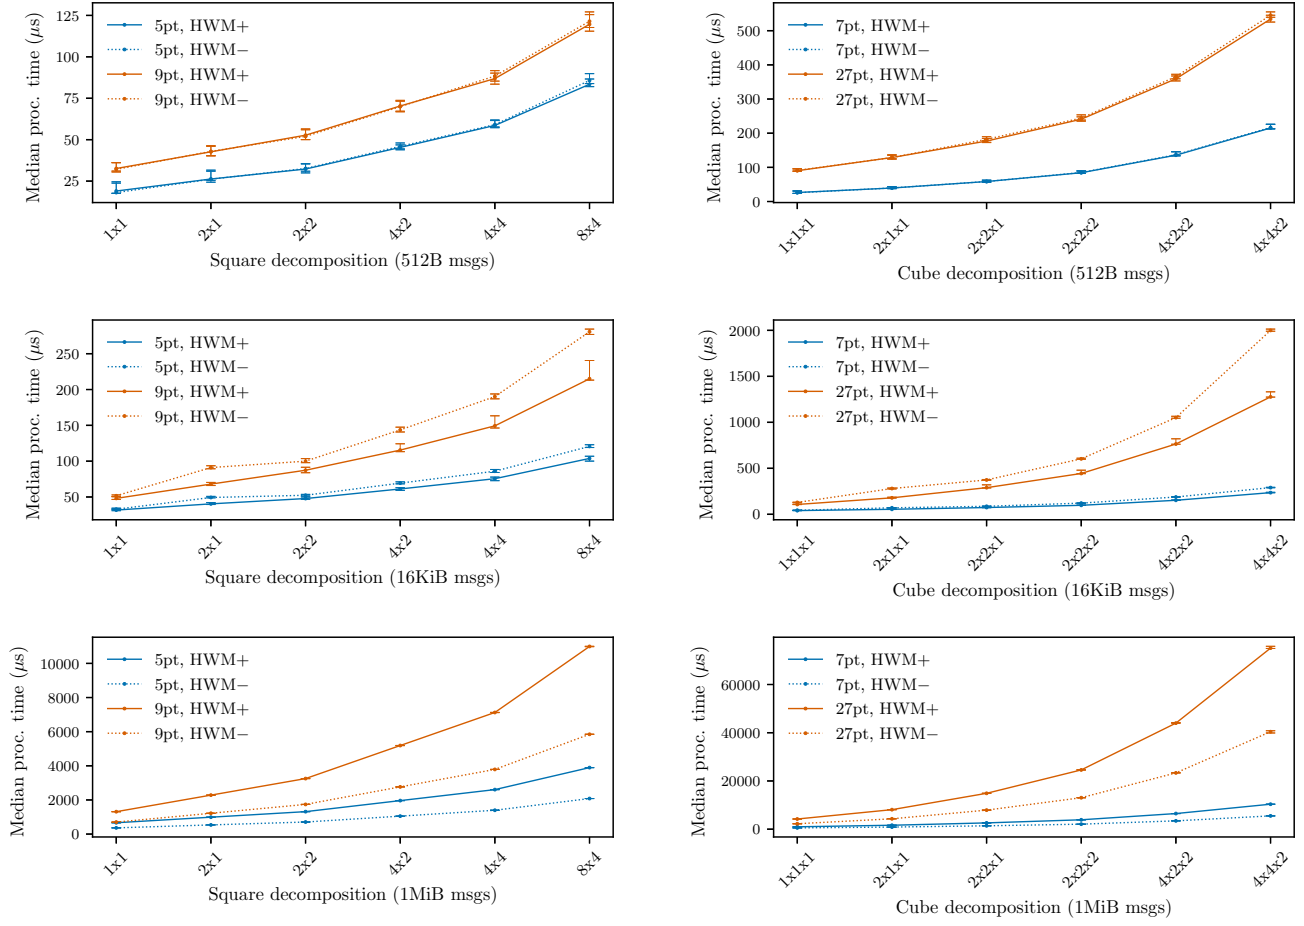 Median proc. time (μs)
125
100
75
50
25
5pt, HWM+
5pt, HWM−
9pt, HWM+
9pt, HWM−
1x1
2x1
2x2
4x2
4x4
8x4
Square decomposition (512B msgs)
Median proc. time (μs)
500
400
300
200
100
0
7pt, HWM+
7pt, HWM−
27pt, HWM+
27pt, HWM−
1x1x1
2x1x1
2x2x1
2x2x2
4x2x2
4x4x2
Cube decomposition (512B msgs)
Median proc. time (μs)
250
200
150
100
50
5pt, HWM+
5pt, HWM−
9pt, HWM+
9pt, HWM−
1x1
2x1
2x2
4x2
4x4
8x4
Square decomposition (16KiB msgs)
Median proc. time (μs)
2000
1500
1000
500
0
7pt, HWM+
7pt, HWM−
27pt, HWM+
27pt, HWM−
1x1x1
2x1x1
2x2x1
2x2x2
4x2x2
4x4x2
Cube decomposition (16KiB msgs)
Median proc. time (μs)
10000
8000
6000
4000
2000
0
5pt, HWM+
5pt, HWM−
9pt, HWM+
9pt, HWM−
1x1
2x1
2x2
4x2
4x4
8x4
Square decomposition (1MiB msgs)
Median proc. time (μs)
60000
40000
20000
0
7pt, HWM+
7pt, HWM−
27pt, HWM+
27pt, HWM−
1x1x1
2x1x1
2x2x1
2x2x2
4x2x2
4x4x2
Cube decomposition (1MiB msgs)